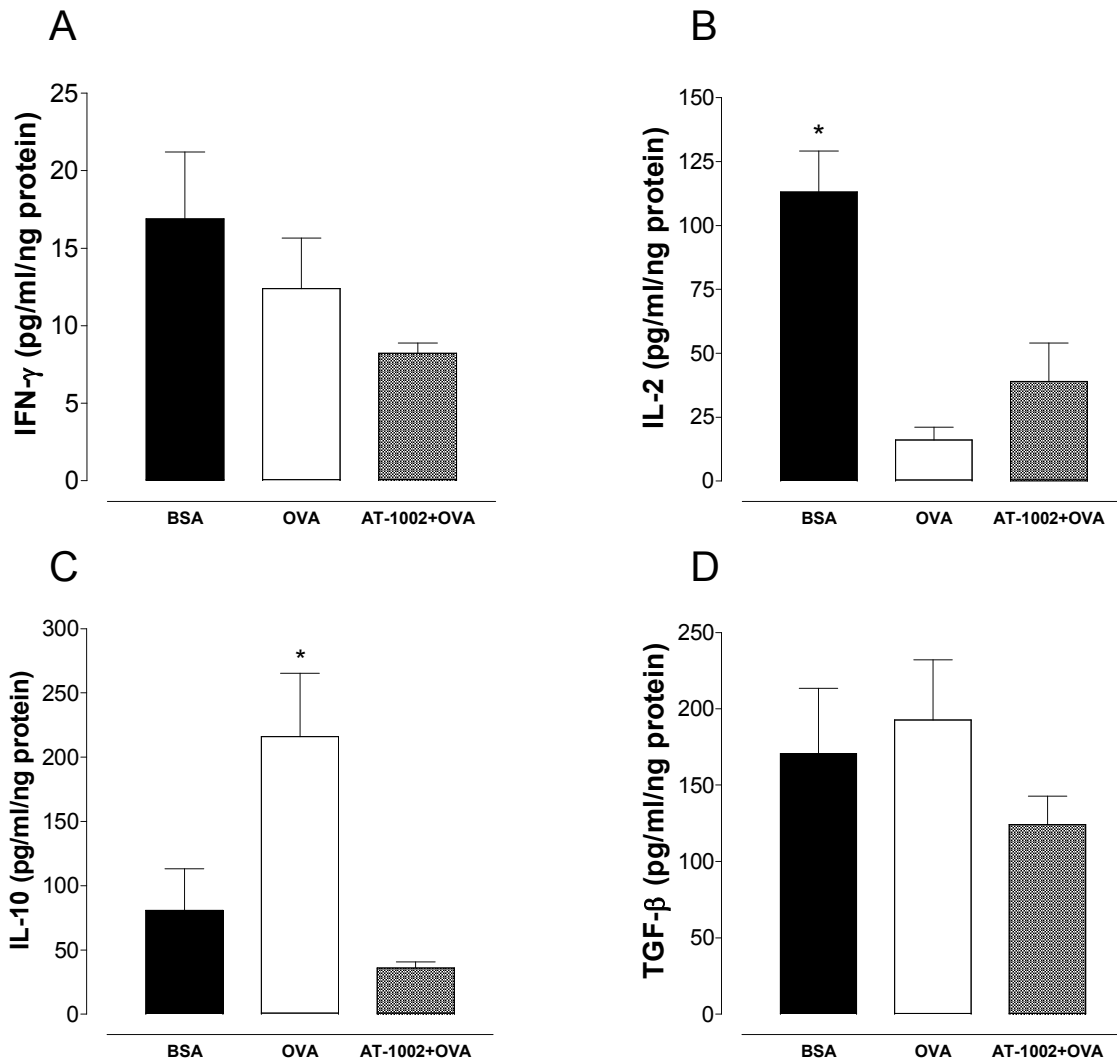 A
IFN-γ (pg/ml/ng protein)
25
20
15
10
5
0
BSA OVA AT-1002+OVA
B
IL-2 (pg/ml/ng protein)
150
125
100
75
50
25
0
*
BSA OVA AT-1002+OVA
C
IL-10 (pg/ml/ng protein)
300
250
200
150
100
50
0
*
BSA OVA AT-1002+OVA
D
TGF-β (pg/ml/ng protein)
250
200
150
100
50
0
BSA OVA AT-1002+OVA